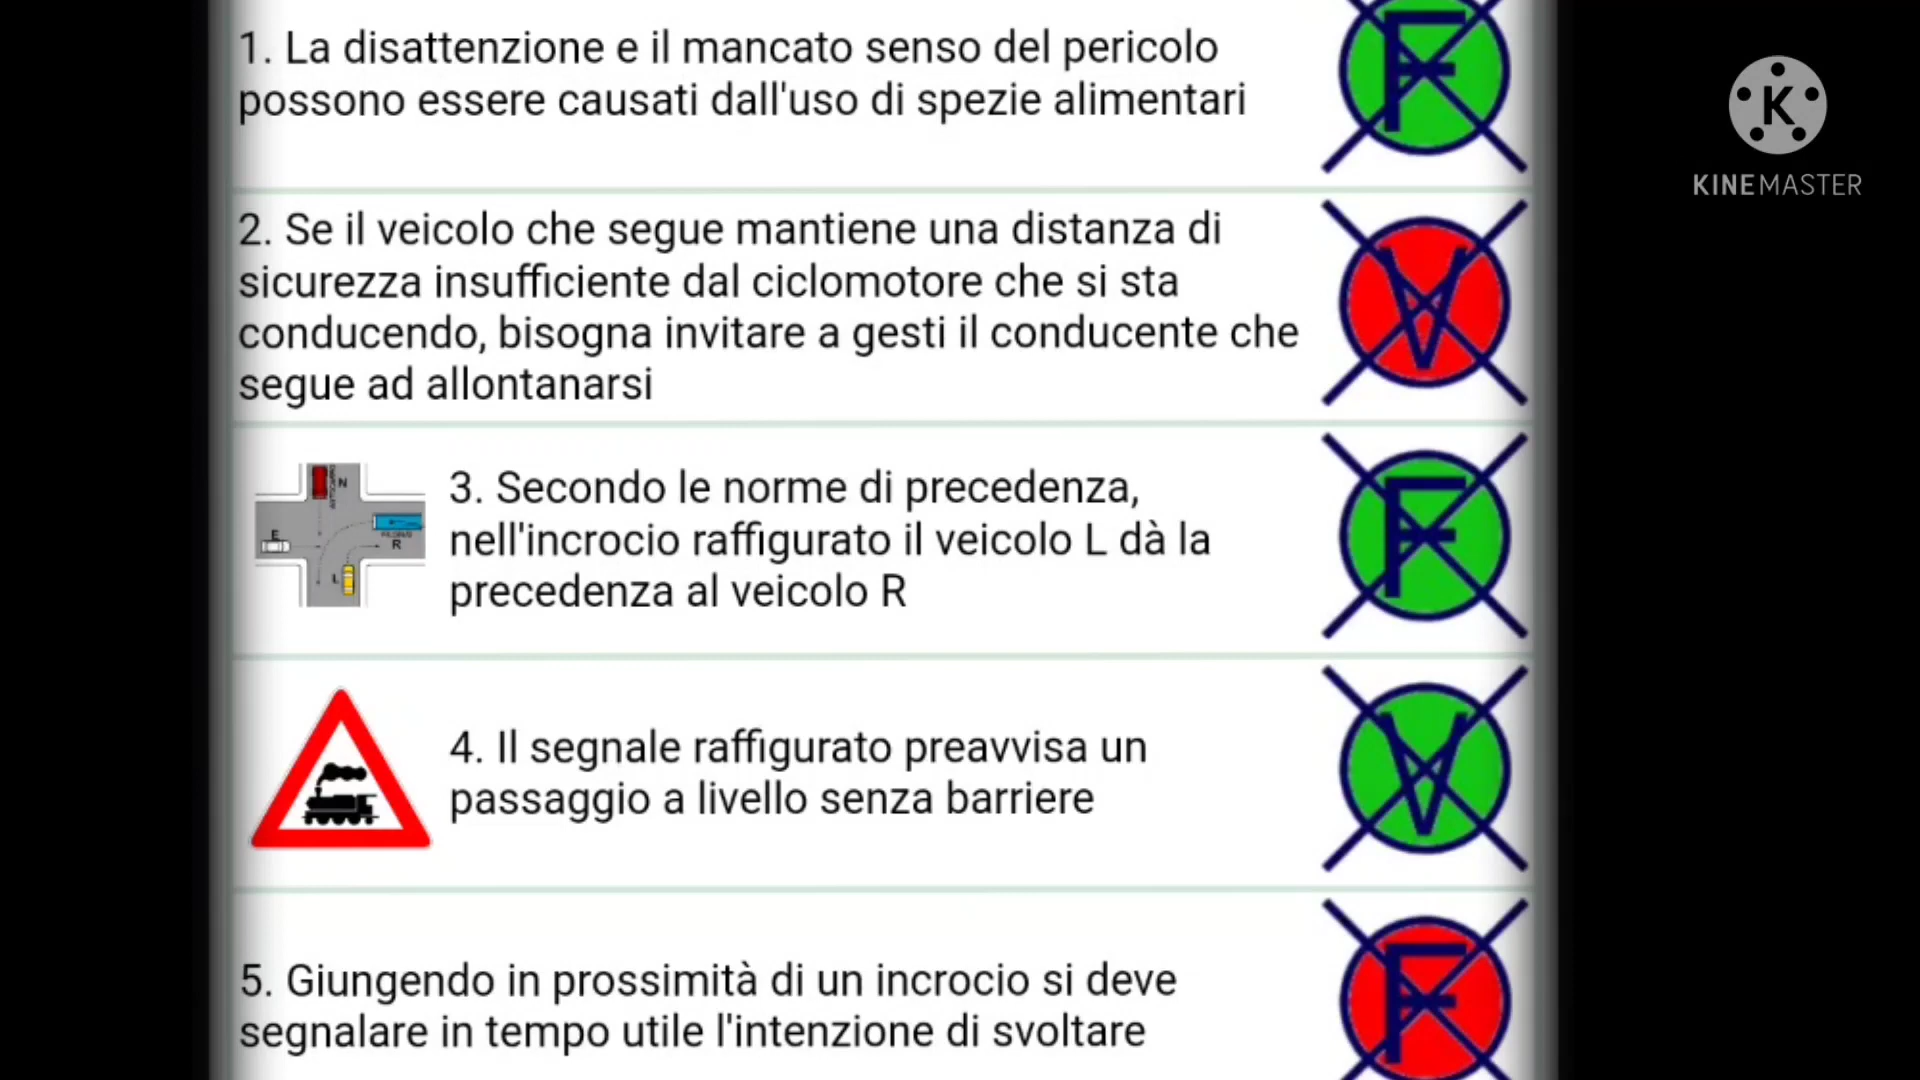 1. La disattenzione e il mancato senso del pericolo
possono essere causati dall'uso di spezie alimentari
F
K
KINEMASTER
2. Se il veicolo che segue mantiene una distanza di
sicurezza insufficiente dal ciclomotore che si sta
conducendo, bisogna invitare a gesti il conducente che
segue ad allontanarsi
V
N
E
R
L
3. Secondo le norme di precedenza,
nell'incrocio raffigurato il veicolo L dà la
precedenza al veicolo R
F
4. Il segnale raffigurato preavvisa un
passaggio a livello senza barriere
V
5. Giungendo in prossimità di un incrocio si deve
segnalare in tempo utile l'intenzione di svoltare
F